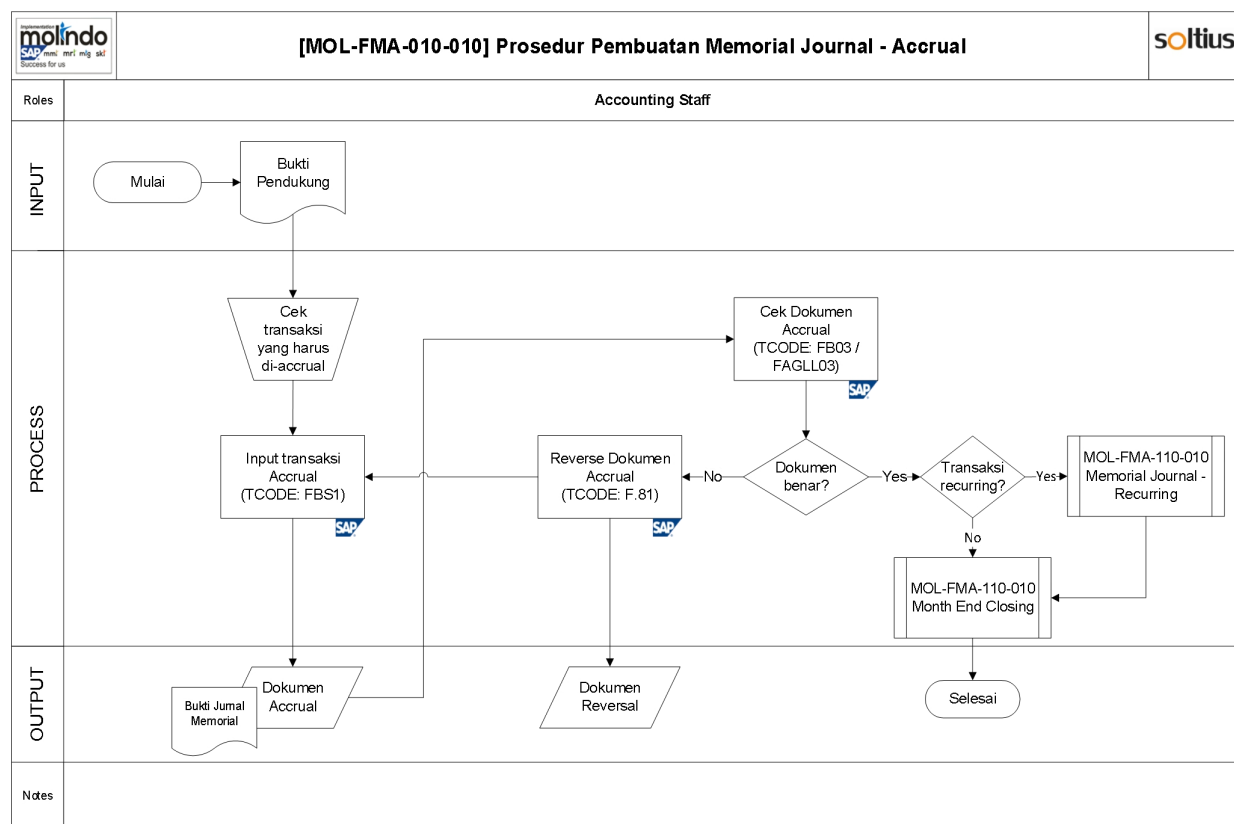 Implementation
molindo
SAP mmi mri mlg ski
Success for us
[MOL-FMA-010-010] Prosedur Pembuatan Memorial Journal - Accrual
soltius
Roles
Accounting Staff
INPUT
Mulai
Bukti
Pendukung
PROCESS
Cek
transaksi
yang harus
di-accrual
Cek Dokumen
Accrual
(TCODE: FB03 /
FAGLL03)
SAP
Input transaksi
Accrual
(TCODE: FBS1)
SAP
Reverse Dokumen
Accrual
(TCODE: F.81)
SAP
No
Dokumen
benar?
Yes
Transaksi
recurring?
Yes
MOL-FMA-110-010
Memorial Journal -
Recurring
No
MOL-FMA-110-010
Month End Closing
OUTPUT
Dokumen
Accrual
Bukti Jurnal
Memorial
Dokumen
Reversal
Selesai
Notes